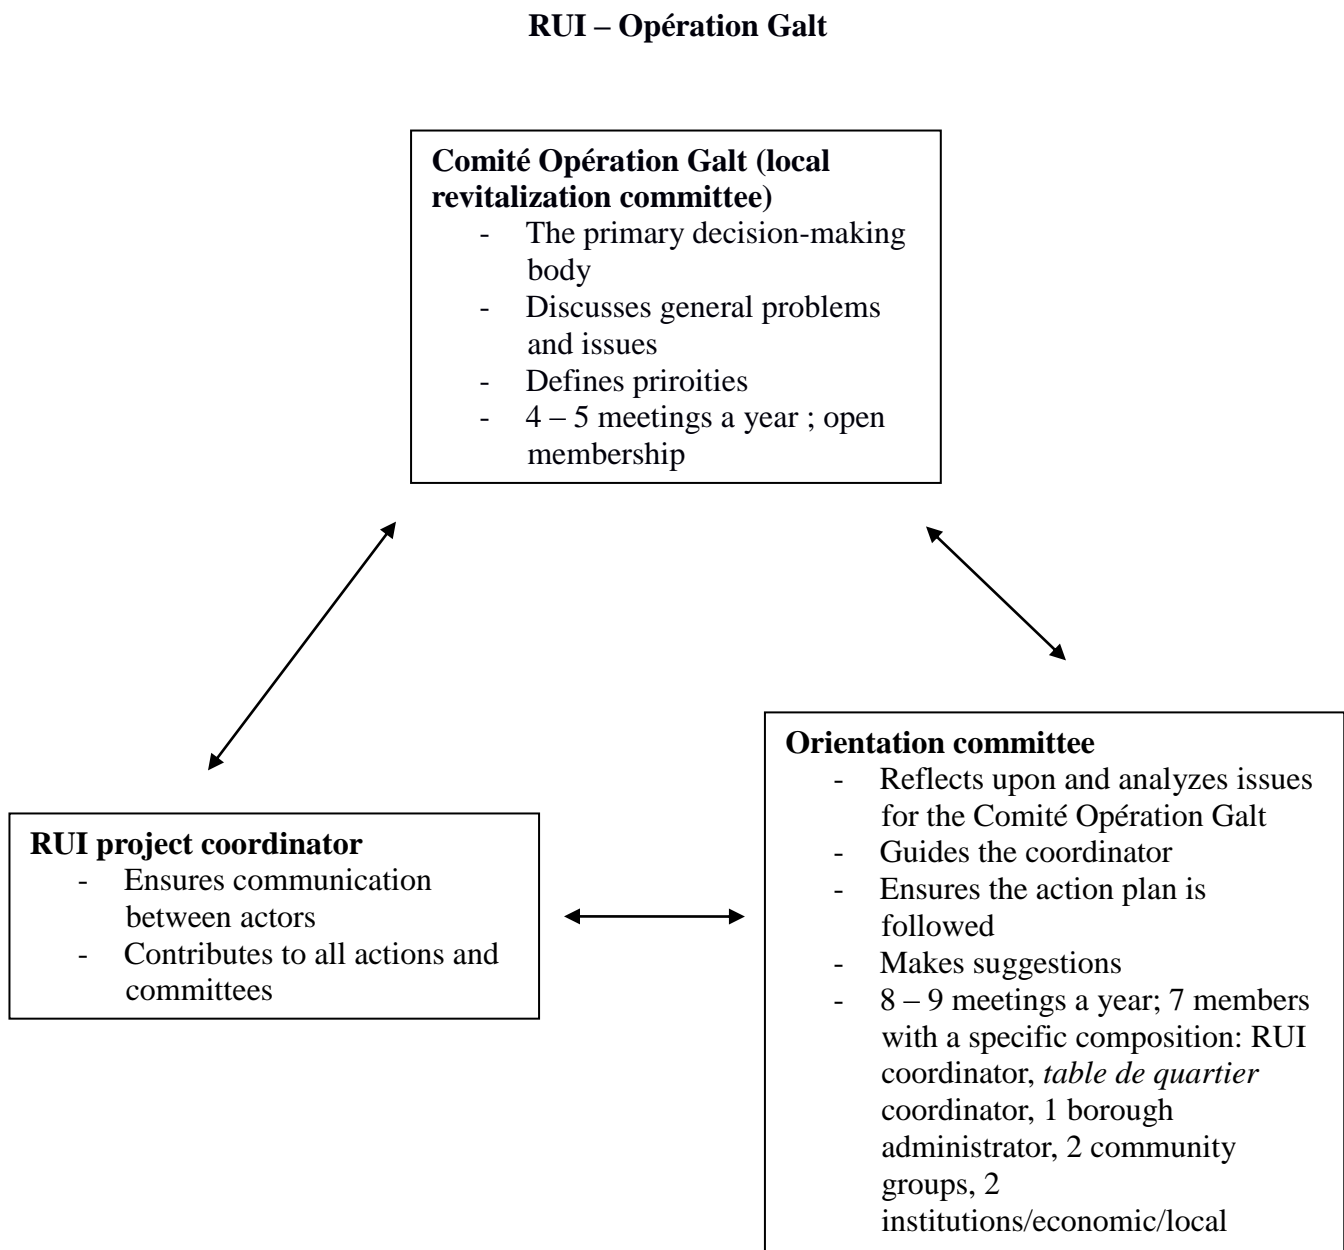 RUI – Opération Galt
Comité Opération Galt (local
revitalization committee)
- The primary decision-making
body
- Discusses general problems
and issues
- Defines priroities
- 4 – 5 meetings a year ; open
membership
RUI project coordinator
- Ensures communication
between actors
- Contributes to all actions and
committees
Orientation committee
- Reflects upon and analyzes issues
for the Comité Opération Galt
- Guides the coordinator
- Ensures the action plan is
followed
- Makes suggestions
- 8 – 9 meetings a year; 7 members
with a specific composition: RUI
coordinator, table de quartier
coordinator, 1 borough
administrator, 2 community
groups, 2
institutions/economic/local